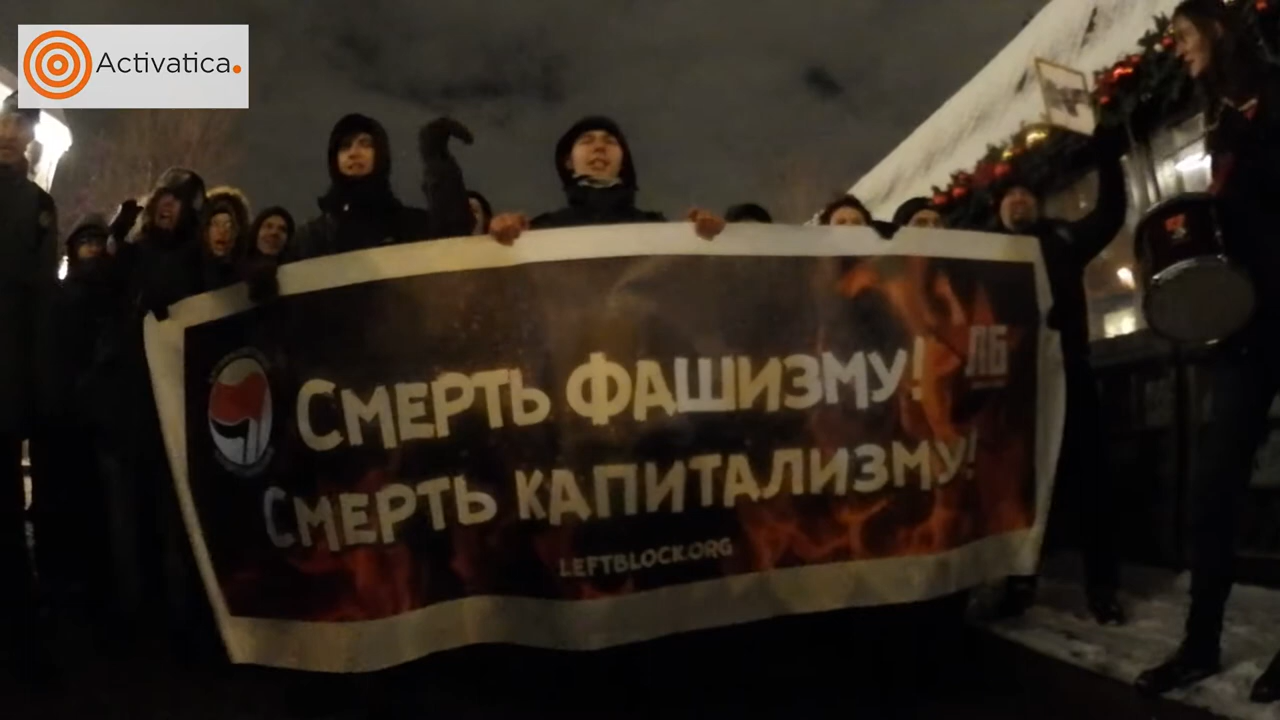 Activatica.
Смерть фашизму!
ЛБ
Смерть капитализму!
LEFTBLOCK.ORG